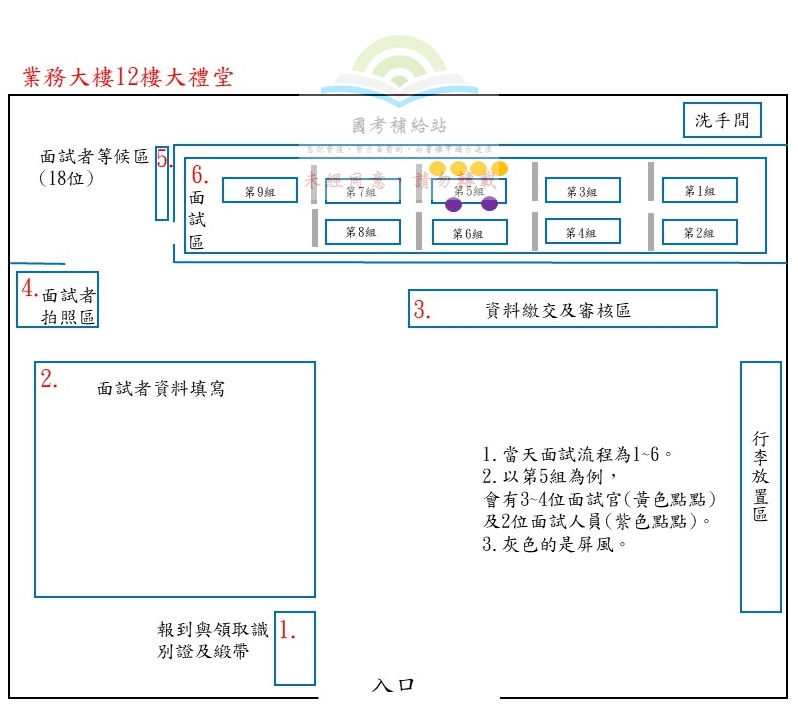 業務大樓12樓大禮堂
國考補給站
未經同意，請勿轉載
洗手間
面試者等候區
(18位)
5.
6.
面試區
第9組
第7組
第5組
第3組
第1組
第8組
第6組
第4組
第2組
4.
面試者
拍照區
3.
資料繳交及審核區
2.
面試者資料填寫
1.當天面試流程為1~6。
2.以第5組為例，
會有3~4位面試官(黃色點點)
及2位面試人員(紫色點點)。
3.灰色的是屏風。
行李放置區
報到與領取識
別證及緞帶
1.
入口